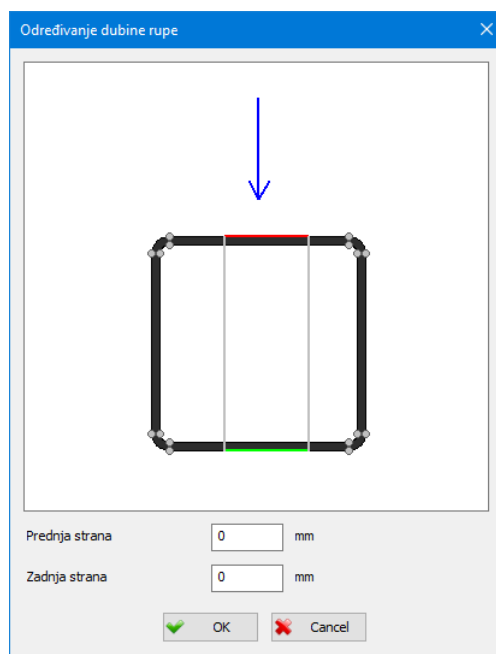 Određivanje dubine rupe
Prednja strana 0 mm
Zadnja strana 0 mm
OK Cancel